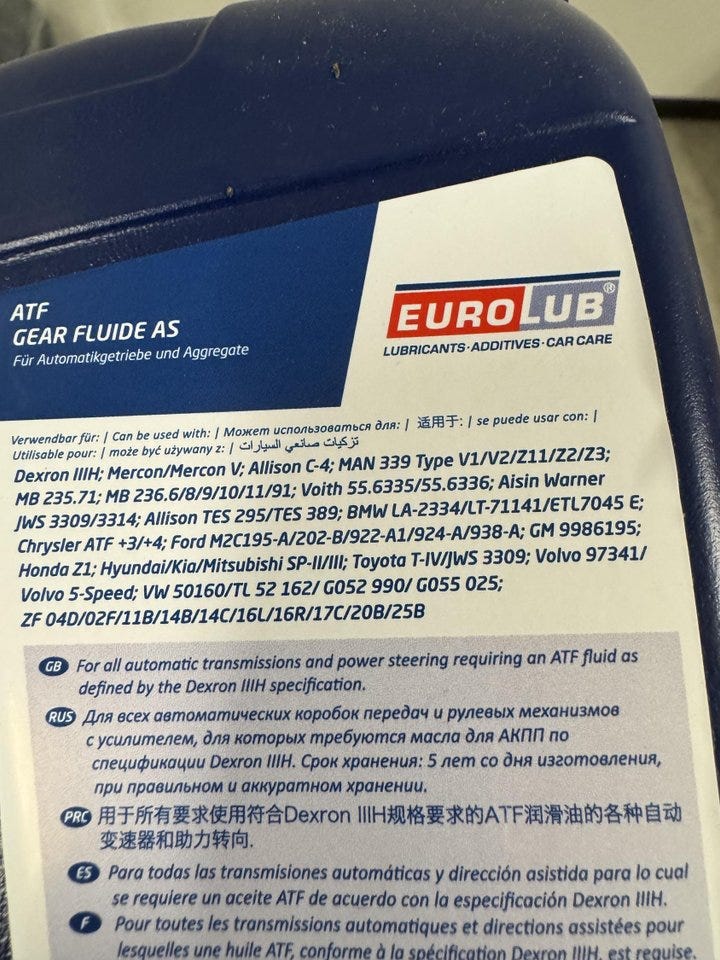 ATF
GEAR FLUIDE AS
Für Automatikgetriebe und Aggregate
EUROLUB®
LUBRICANTS·ADDITIVES·CAR CARE
Verwendbar für: | Can be used with: | Может использоваться для: | 适用于: | se puede usar con: |
Utilisable pour: | może być używany z: | تزكيات صانعي السيارات
Dexron IIIH; Mercon/Mercon V; Allison C-4; MAN 339 Type V1/V2/Z11/Z2/Z3;
MB 235.71; MB 236.6/8/9/10/11/91; Voith 55.6335/55.6336; Aisin Warner
JWS 3309/3314; Allison TES 295/TES 389; BMW LA-2334/LT-71141/ETL7045 E;
Chrysler ATF +3/+4; Ford M2C195-A/202-B/922-A1/924-A/938-A; GM 9986195;
Honda Z1; Hyundai/Kia/Mitsubishi SP-II/III; Toyota T-IV/JWS 3309; Volvo 97341/
Volvo 5-Speed; VW 50160/TL 52 162/ G052 990/ G055 025;
ZF 04D/02F/11B/14B/14C/16L/16R/17C/20B/25B
GB For all automatic transmissions and power steering requiring an ATF fluid as
defined by the Dexron IIIH specification.
RUS Для всех автоматических коробок передач и рулевых механизмов
с усилителем, для которых требуются масла для АКПП по
спецификации Dexron IIIH. Срок хранения: 5 лет со дня изготовления,
при правильном и аккуратном хранении.
PRC 用于所有要求使用符合Dexron IIIH规格要求的ATF润滑油的各种自动
变速器和助力转向.
ES Para todas las transmisiones automáticas y dirección asistida para lo cual
se requiere un aceite ATF de acuerdo con la especificación Dexron IIIH.
F Pour toutes les transmissions automatiques et directions assistées pour
lesquelles une huile ATF, conforme à la spécification Dexron IIIH, est requise.